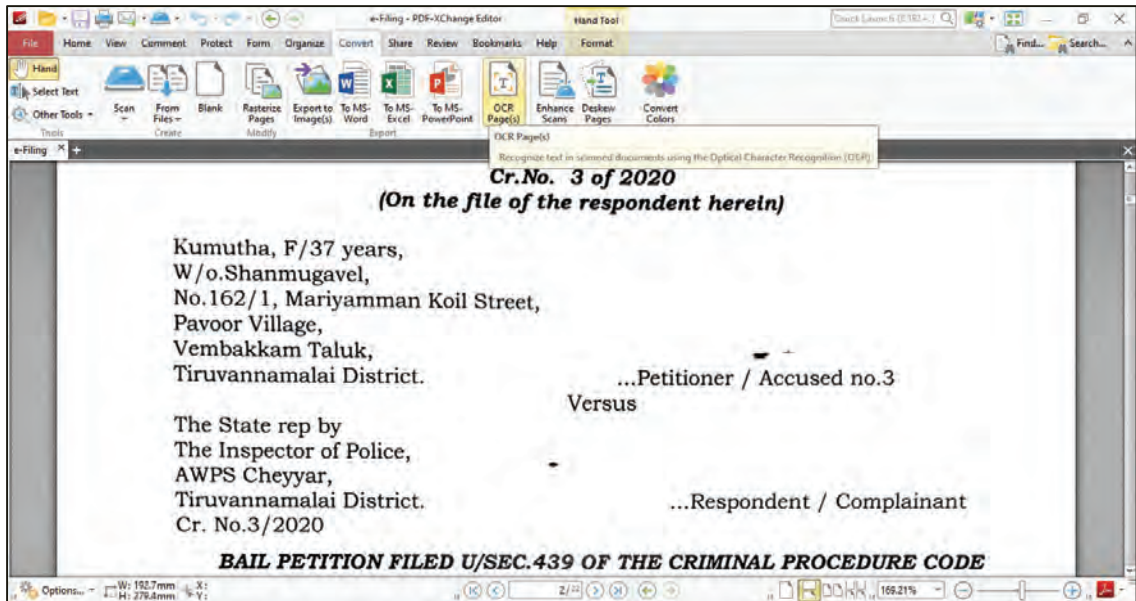 e-Filing - PDF-XChange Editor
Hand Tool
File Home View Comment Protect Form Organize Convert Share Review Bookmarks Help Format
Find... Search...
Hand
Select Text
Other Tools
Tools
Scan
From Files
Blank
Create
Rasterize Pages
Modify
Export to Image(s)
To MS-Word
To MS-Excel
To MS-PowerPoint
Export
OCR Page(s)
Enhance Scans
Deskew Pages
Convert Colors
OCR Page(s)
Recognize text in scanned documents using the Optical Character Recognition (OCR)
e-Filing
Cr.No. 3 of 2020
(On the file of the respondent herein)
Kumutha, F/37 years,
W/o.Shanmugavel,
No.162/1, Mariyamman Koil Street,
Pavoor Village,
Vembakkam Taluk,
Tiruvannamalai District.
...Petitioner / Accused no.3
Versus
The State rep by
The Inspector of Police,
AWPS Cheyyar,
Tiruvannamalai District.
...Respondent / Complainant
Cr. No.3/2020
BAIL PETITION FILED U/SEC.439 OF THE CRIMINAL PROCEDURE CODE
Options...
W: 192.7mm
H: 279.4mm
X:
Y:
2/
169.21%